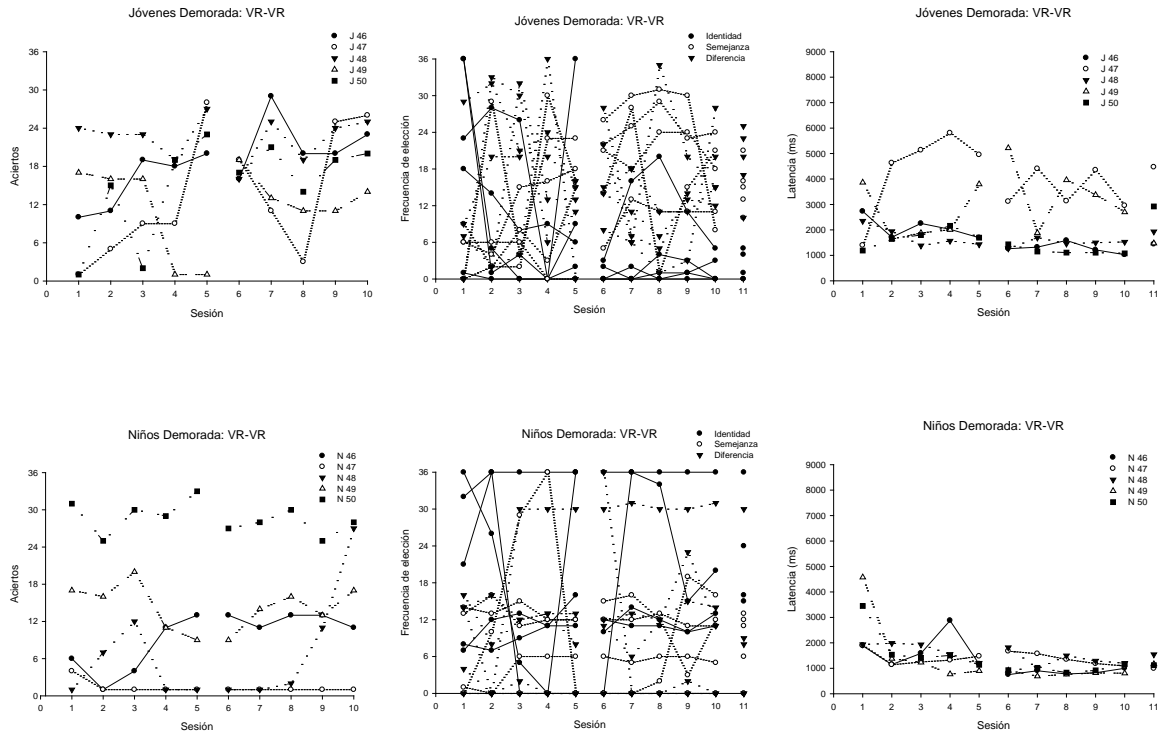 Jóvenes Demorada: VR-VR
J 46
J 47
J 48
J 49
J 50
Aciertos
36
30
24
18
12
6
0
0 1 2 3 4 5 6 7 8 9 10
Sesión
Jóvenes Demorada: VR-VR
Identidad
Semejanza
Diferencia
Frecuencia de elección
36
30
24
18
12
6
0
0 1 2 3 4 5 6 7 8 9 10 11
Sesión
Jóvenes Demorada: VR-VR
J 46
J 47
J 48
J 49
J 50
Latencia (ms)
9000
8000
7000
6000
5000
4000
3000
2000
1000
0
0 1 2 3 4 5 6 7 8 9 10 11
Sesión
Niños Demorada: VR-VR
N 46
N 47
N 48
N 49
N 50
Aciertos
36
30
24
18
12
6
0
0 1 2 3 4 5 6 7 8 9 10
Sesión
Niños Demorada: VR-VR
Identidad
Semejanza
Diferencia
Frecuencia de elección
36
30
24
18
12
6
0
0 1 2 3 4 5 6 7 8 9 10 11
Sesión
Niños Demorada: VR-VR
N 46
N 47
N 48
N 49
N 50
Latencia (ms)
9000
8000
7000
6000
5000
4000
3000
2000
1000
0
0 1 2 3 4 5 6 7 8 9 10 11
Sesión